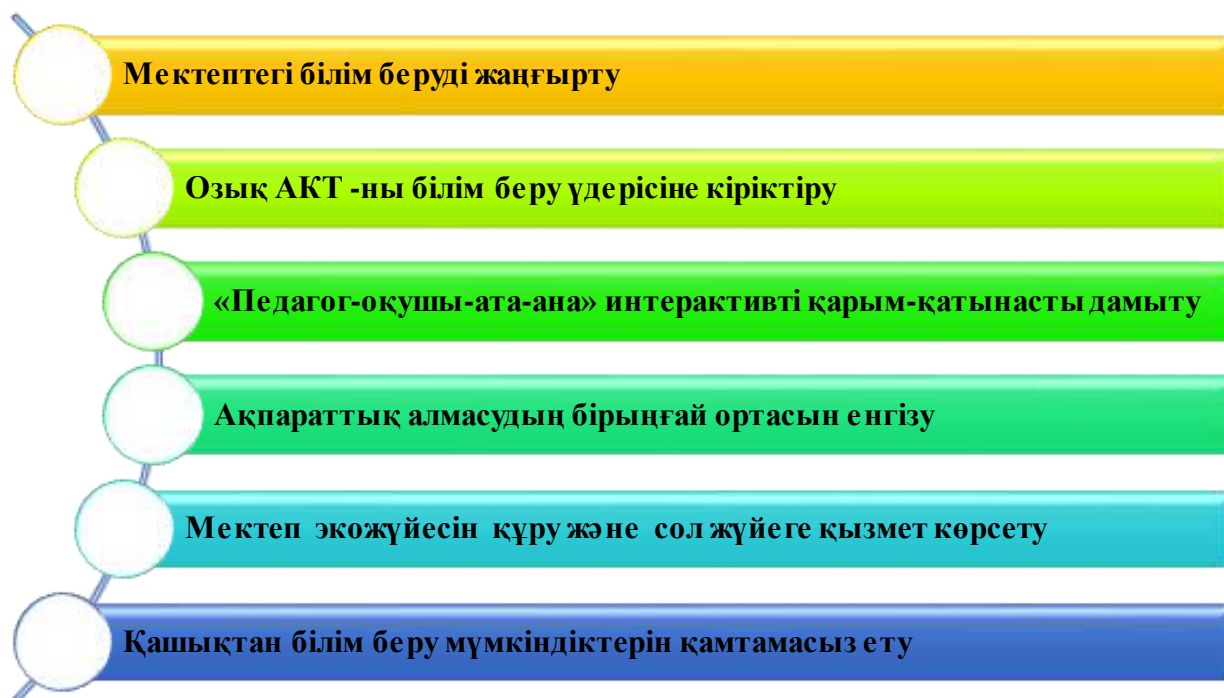 Мектептегі білім беруді жаңғырту
Озық АКТ -ны білім беру үдерісіне кіріктіру
«Педагог-оқушы-ата-ана» интерактивті қарым-қатынасты дамыту
Ақпараттық алмасудың бірыңғай ортасын енгізу
Мектеп экожүйесін құру және сол жүйеге қызмет көрсету
Қашықтан білім беру мүмкіндіктерін қамтамасыз ету